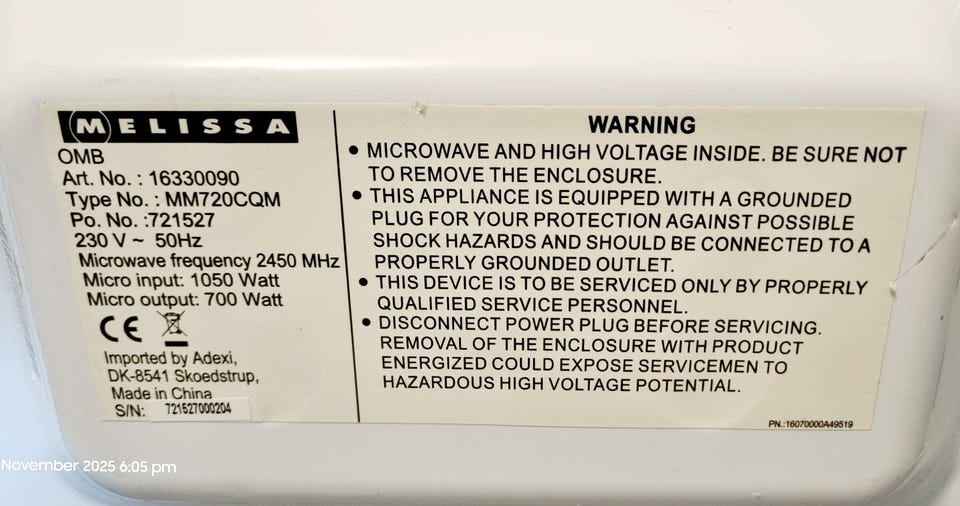 MELISSA
OMB
Art. No. : 16330090
Type No. : MM720CQM
Po. No. :721527
230 V ~ 50Hz
Microwave frequency 2450 MHz
Micro input: 1050 Watt
Micro output: 700 Watt
CE
Imported by Adexi,
DK-8541 Skoedstrup,
Made in China
S/N: 721527000204
WARNING
• MICROWAVE AND HIGH VOLTAGE INSIDE. BE SURE NOT
TO REMOVE THE ENCLOSURE.
• THIS APPLIANCE IS EQUIPPED WITH A GROUNDED
PLUG FOR YOUR PROTECTION AGAINST POSSIBLE
SHOCK HAZARDS AND SHOULD BE CONNECTED TO A
PROPERLY GROUNDED OUTLET.
• THIS DEVICE IS TO BE SERVICED ONLY BY PROPERLY
QUALIFIED SERVICE PERSONNEL.
• DISCONNECT POWER PLUG BEFORE SERVICING.
REMOVAL OF THE ENCLOSURE WITH PRODUCT
ENERGIZED COULD EXPOSE SERVICEMEN TO
HAZARDOUS HIGH VOLTAGE POTENTIAL.
PN.:16070000A49519
November 2025 6:05 pm